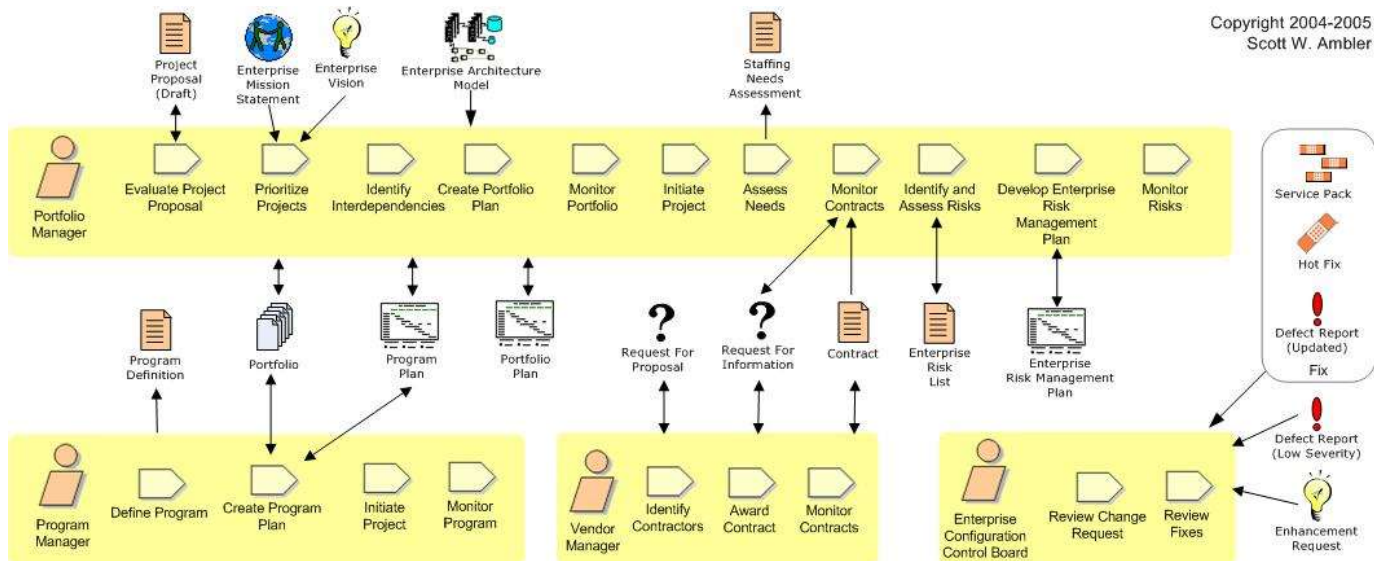 Copyright 2004-2005
Scott W. Ambler
Project
Proposal
(Draft)
Enterprise
Mission
Statement
Enterprise
Vision
Enterprise Architecture
Model
Staffing
Needs
Assessment
Portfolio
Manager
Evaluate Project
Proposal
Prioritize
Projects
Identify
Interdependencies
Create Portfolio
Plan
Monitor
Portfolio
Initiate
Project
Assess
Needs
Monitor
Contracts
Identify and
Assess Risks
Develop Enterprise
Risk
Management
Plan
Monitor
Risks
Service Pack
Hot Fix
Defect Report
(Updated)
Fix
Program
Definition
Portfolio
Program
Plan
Portfolio
Plan
?
Request For
Proposal
?
Request For
Information
Contract
Enterprise
Risk
List
Enterprise
Risk Management
Plan
Defect Report
(Low Severity)
Enhancement
Request
Program
Manager
Define Program
Create Program
Plan
Initiate
Project
Monitor
Program
Vendor
Manager
Identify
Contractors
Award
Contract
Monitor
Contracts
Enterprise
Configuration
Control Board
Review Change
Request
Review
Fixes